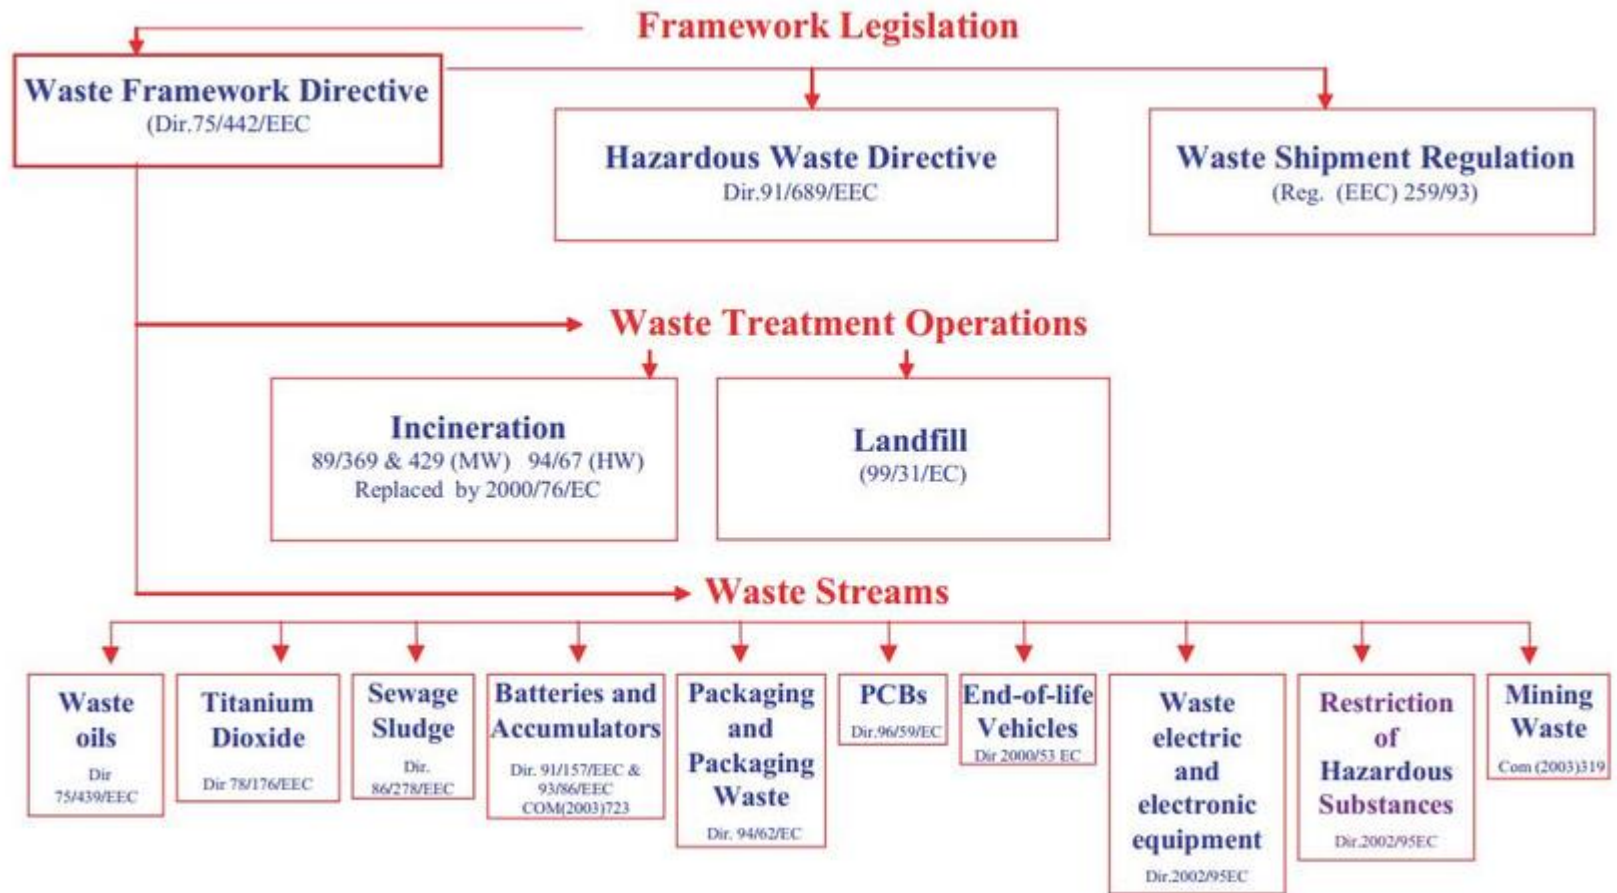 Framework Legislation
Waste Framework Directive
(Dir.75/442/EEC
Hazardous Waste Directive
Dir.91/689/EEC
Waste Shipment Regulation
(Reg. (EEC) 259/93)
Waste Treatment Operations
Incineration
89/369 & 429 (MW) 94/67 (HW)
Replaced by 2000/76/EC
Landfill
(99/31/EC)
Waste Streams
Waste
oils
Dir
75/439/EEC
Titanium
Dioxide
Dir 78/176/EEC
Sewage
Sludge
Dir.
86/278/EEC
Batteries and
Accumulators
Dir. 91/157/EEC &
93/86/EEC
COM(2003)723
Packaging
and
Packaging
Waste
Dir. 94/62/EC
PCBs
Dir.96/59/EC
End-of-life
Vehicles
Dir 2000/53 EC
Waste
electric
and
electronic
equipment
Dir.2002/95EC
Restriction
of
Hazardous
Substances
Dir.2002/95EC
Mining
Waste
Com (2003)319